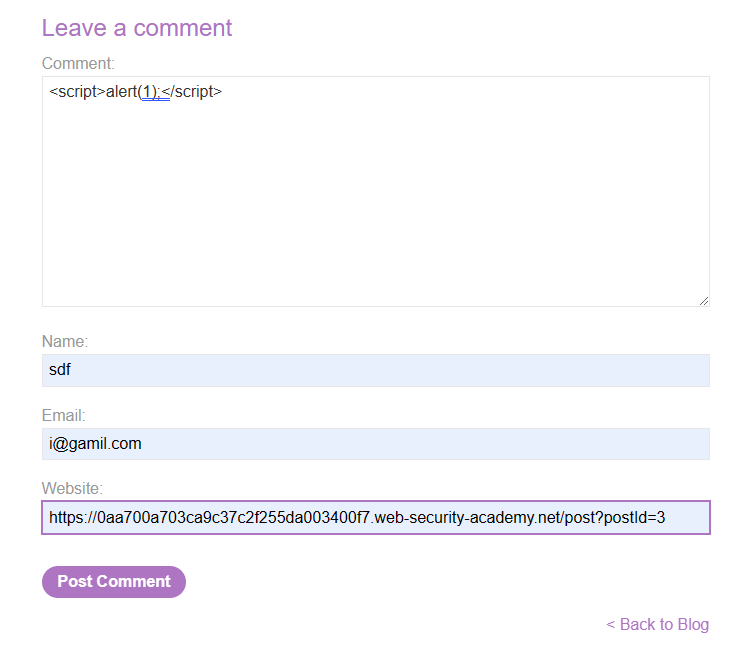 Leave a comment
Comment:
<script>alert(1);</script>
Name:
sdf
Email:
i@gamil.com
Website:
https://0aa700a703ca9c37c2f255da003400f7.web-security-academy.net/post?postId=3
Post Comment
< Back to Blog